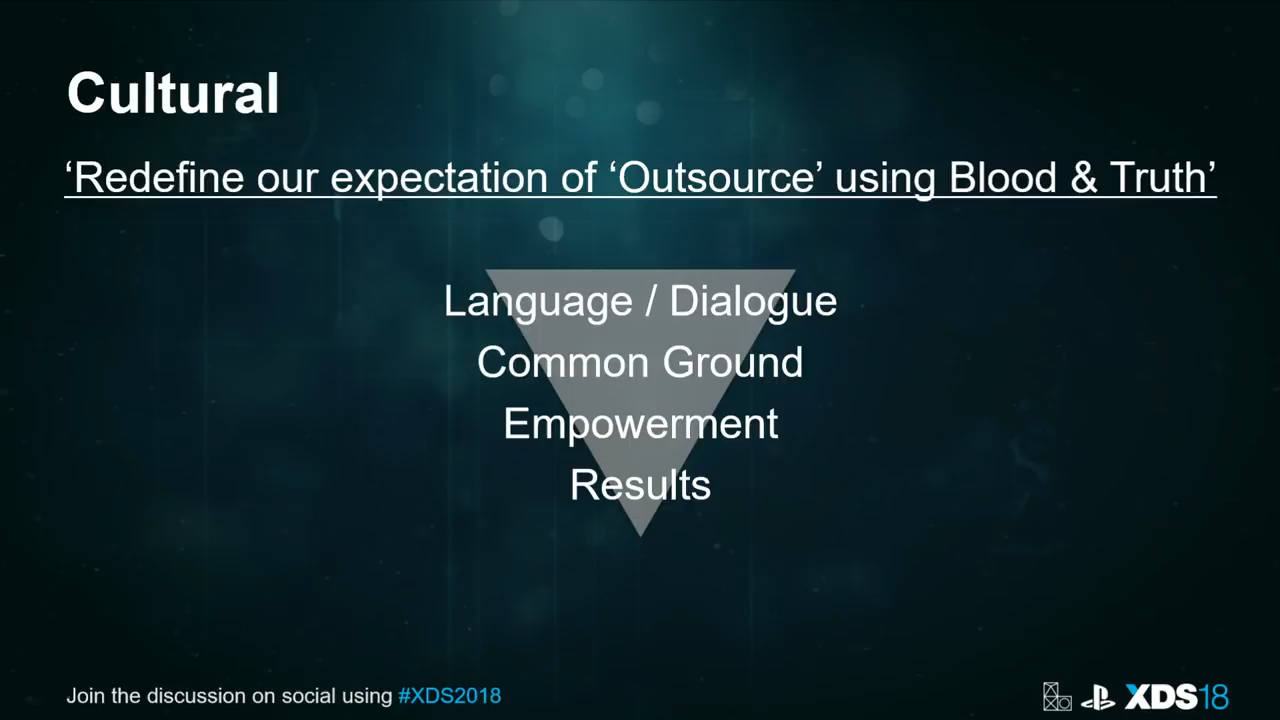 Cultural
‘Redefine our expectation of ‘Outsource’ using Blood & Truth’
Language / Dialogue
Common Ground
Empowerment
Results
Join the discussion on social using #XDS2018
XDS18